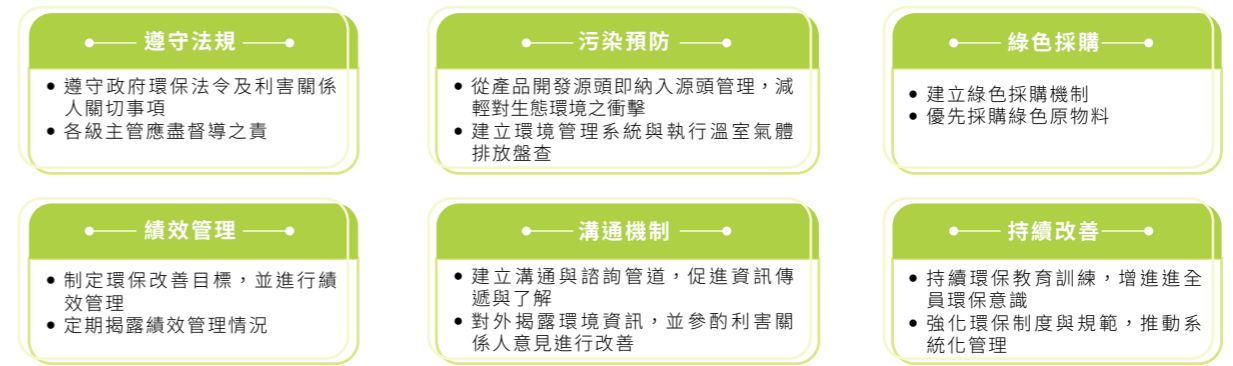 遵守法規
• 遵守政府環保法令及利害關係
人關切事項
• 各級主管應盡督導之責
污染預防
• 從產品開發源頭即納入源頭管理，減
輕對生態環境之衝擊
• 建立環境管理系統與執行溫室氣體
排放盤查
綠色採購
• 建立綠色採購機制
• 優先採購綠色原物料
績效管理
• 制定環保改善目標，並進行績
效管理
• 定期揭露績效管理情況
溝通機制
• 建立溝通與諮詢管道，促進資訊傳
遞與了解
• 對外揭露環境資訊，並參酌利害關
係人意見進行改善
持續改善
• 持續環保教育訓練，增進進全
員環保意識
• 強化環保制度與規範，推動系
統化管理